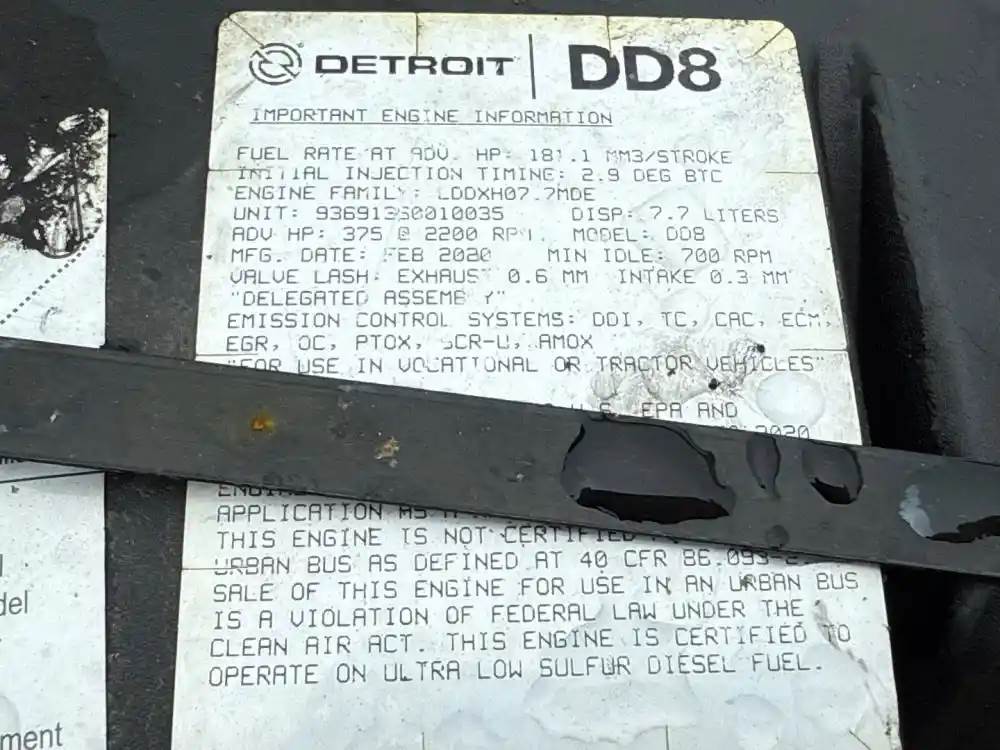 DETROIT DD8
IMPORTANT ENGINE INFORMATION
FUEL RATE AT ADV. HP: 181.1 MM3/STROKE
INITIAL INJECTION TIMING: 2.9 DEG BTC
ENGINE FAMILY: LDDXH07.7MDE
UNIT: DISP: 7.7 LITERS
ADV HP: 375 @ 2200 RPM. MODEL: DD8
MFG. DATE: FEB 2020 MIN IDLE: 700 RPM
VALVE LASH: EXHAUST 0.6 MM INTAKE 0.3 MM
"DELEGATED ASSEMBLY"
EMISSION CONTROL SYSTEMS: DDI, TC, CAC, ECM,
EGR, OC, PTOX, SCR-U, AMOX
"FOR USE IN VOCATIONAL OR TRACTOR VEHICLES"
U.S. EPA AND
2020
APPLICATION AS
THIS ENGINE IS NOT CERTIFIED
URBAN BUS AS DEFINED AT 40 CFR
SALE OF THIS ENGINE FOR USE IN AN URBAN BUS
IS A VIOLATION OF FEDERAL LAW UNDER THE
CLEAN AIR ACT. THIS ENGINE IS CERTIFIED TO
OPERATE ON ULTRA LOW SULFUR DIESEL FUEL.
del
ment